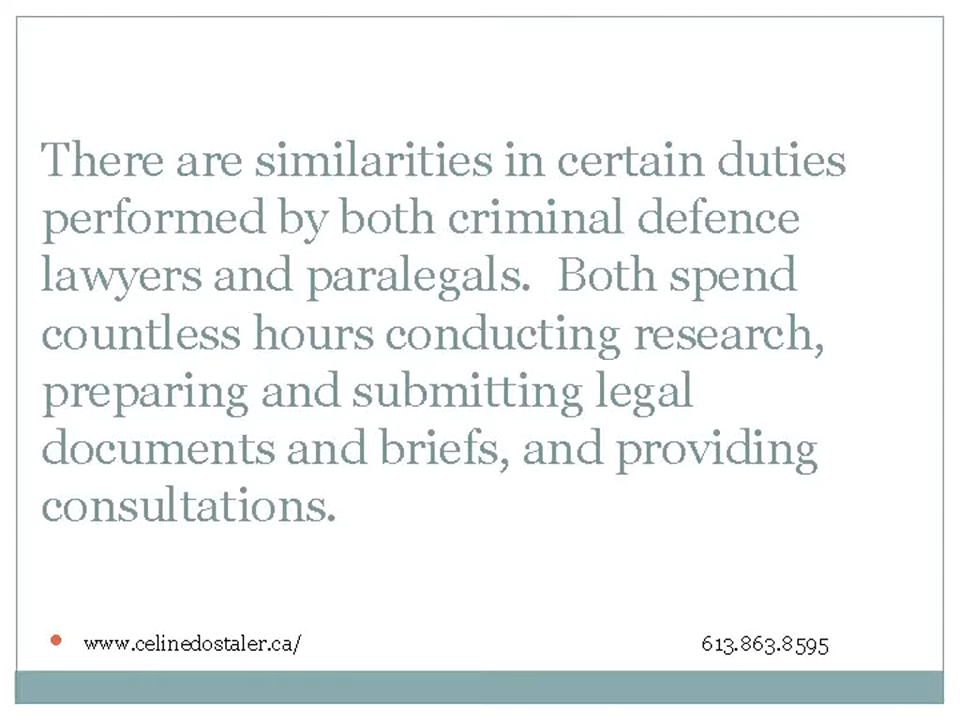 There are similarities in certain duties
performed by both criminal defence
lawyers and paralegals.  Both spend
countless hours conducting research,
preparing and submitting legal
documents and briefs, and providing
consultations.
www.celinedostaler.ca/ 613.863.8595